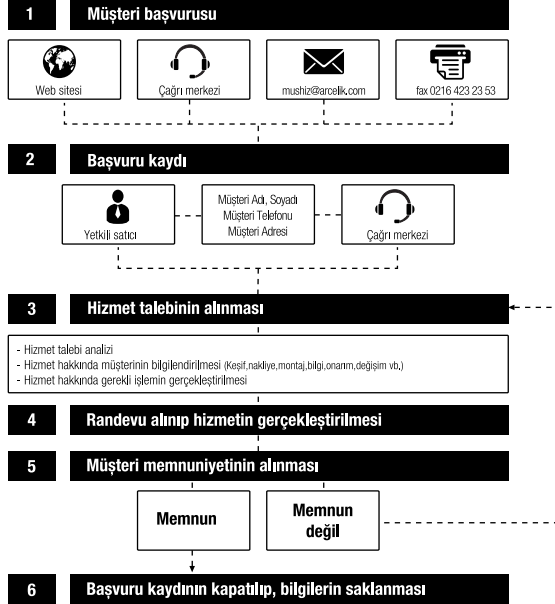 1 Müşteri başvurusu
Web sitesi
Çağrı merkezi
mushiz@arcelik.com
fax 0216 423 23 53
2 Başvuru kaydı
Yetkili satıcı
Müşteri Adı, Soyadı
Müşteri Telefonu
Müşteri Adresi
Çağrı merkezi
3 Hizmet talebinin alınması
- Hizmet talebi analizi
- Hizmet hakkında müşterinin bilgilendirilmesi (Keşif,nakliye,montaj,bilgi,onarım,değişim vb.)
- Hizmet hakkında gerekli işlemin gerçekleştirilmesi
4 Randevu alınıp hizmetin gerçekleştirilmesi
5 Müşteri memnuniyetinin alınması
Memnun
Memnun
değil
6 Başvuru kaydının kapatılıp, bilgilerin saklanması